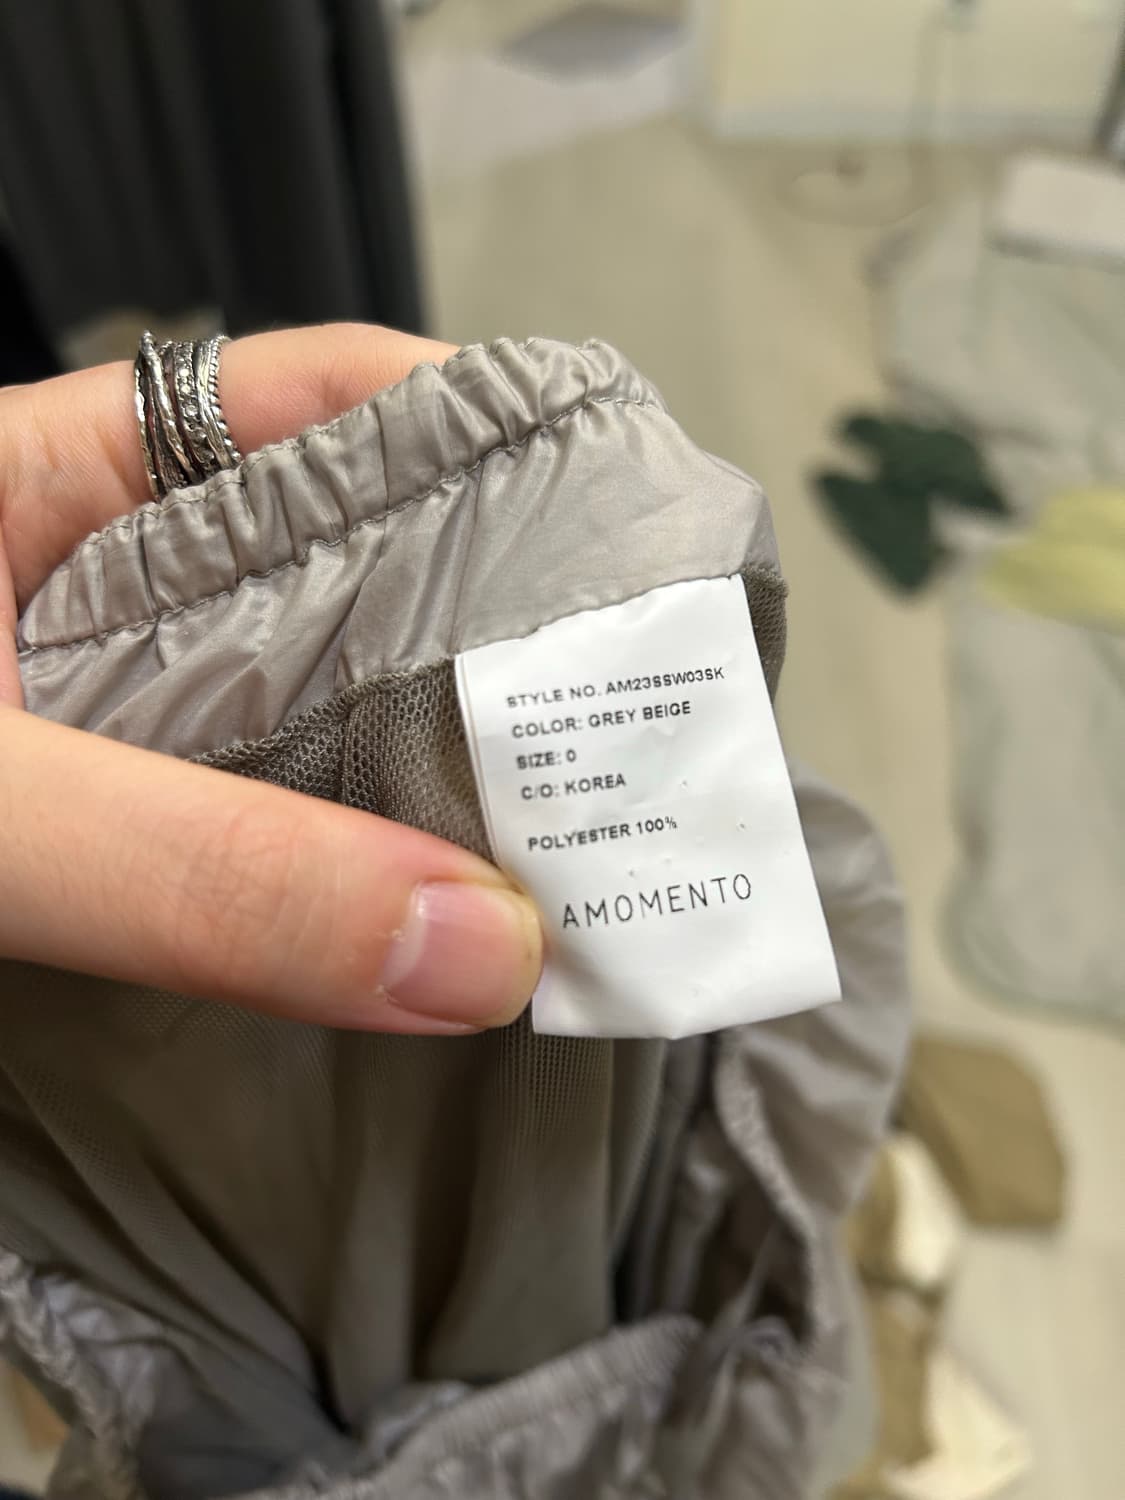 STYLE NO. AM23SSW03SK
COLOR: GREY BEIGE
SIZE: 0
C/O: KOREA
POLYESTER 100%
AMOMENTO